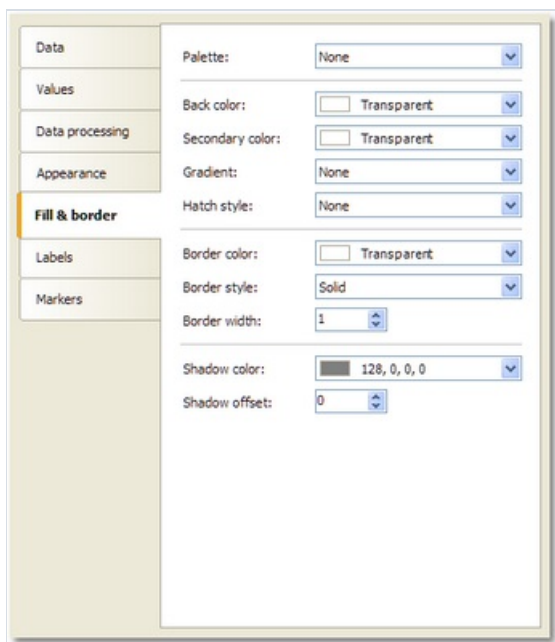 Data
Values
Data processing
Appearance
Fill & border
Labels
Markers
Palette: None
Back color: Transparent
Secondary color: Transparent
Gradient: None
Hatch style: None
Border color: Transparent
Border style: Solid
Border width: 1
Shadow color: 128, 0, 0, 0
Shadow offset: 0